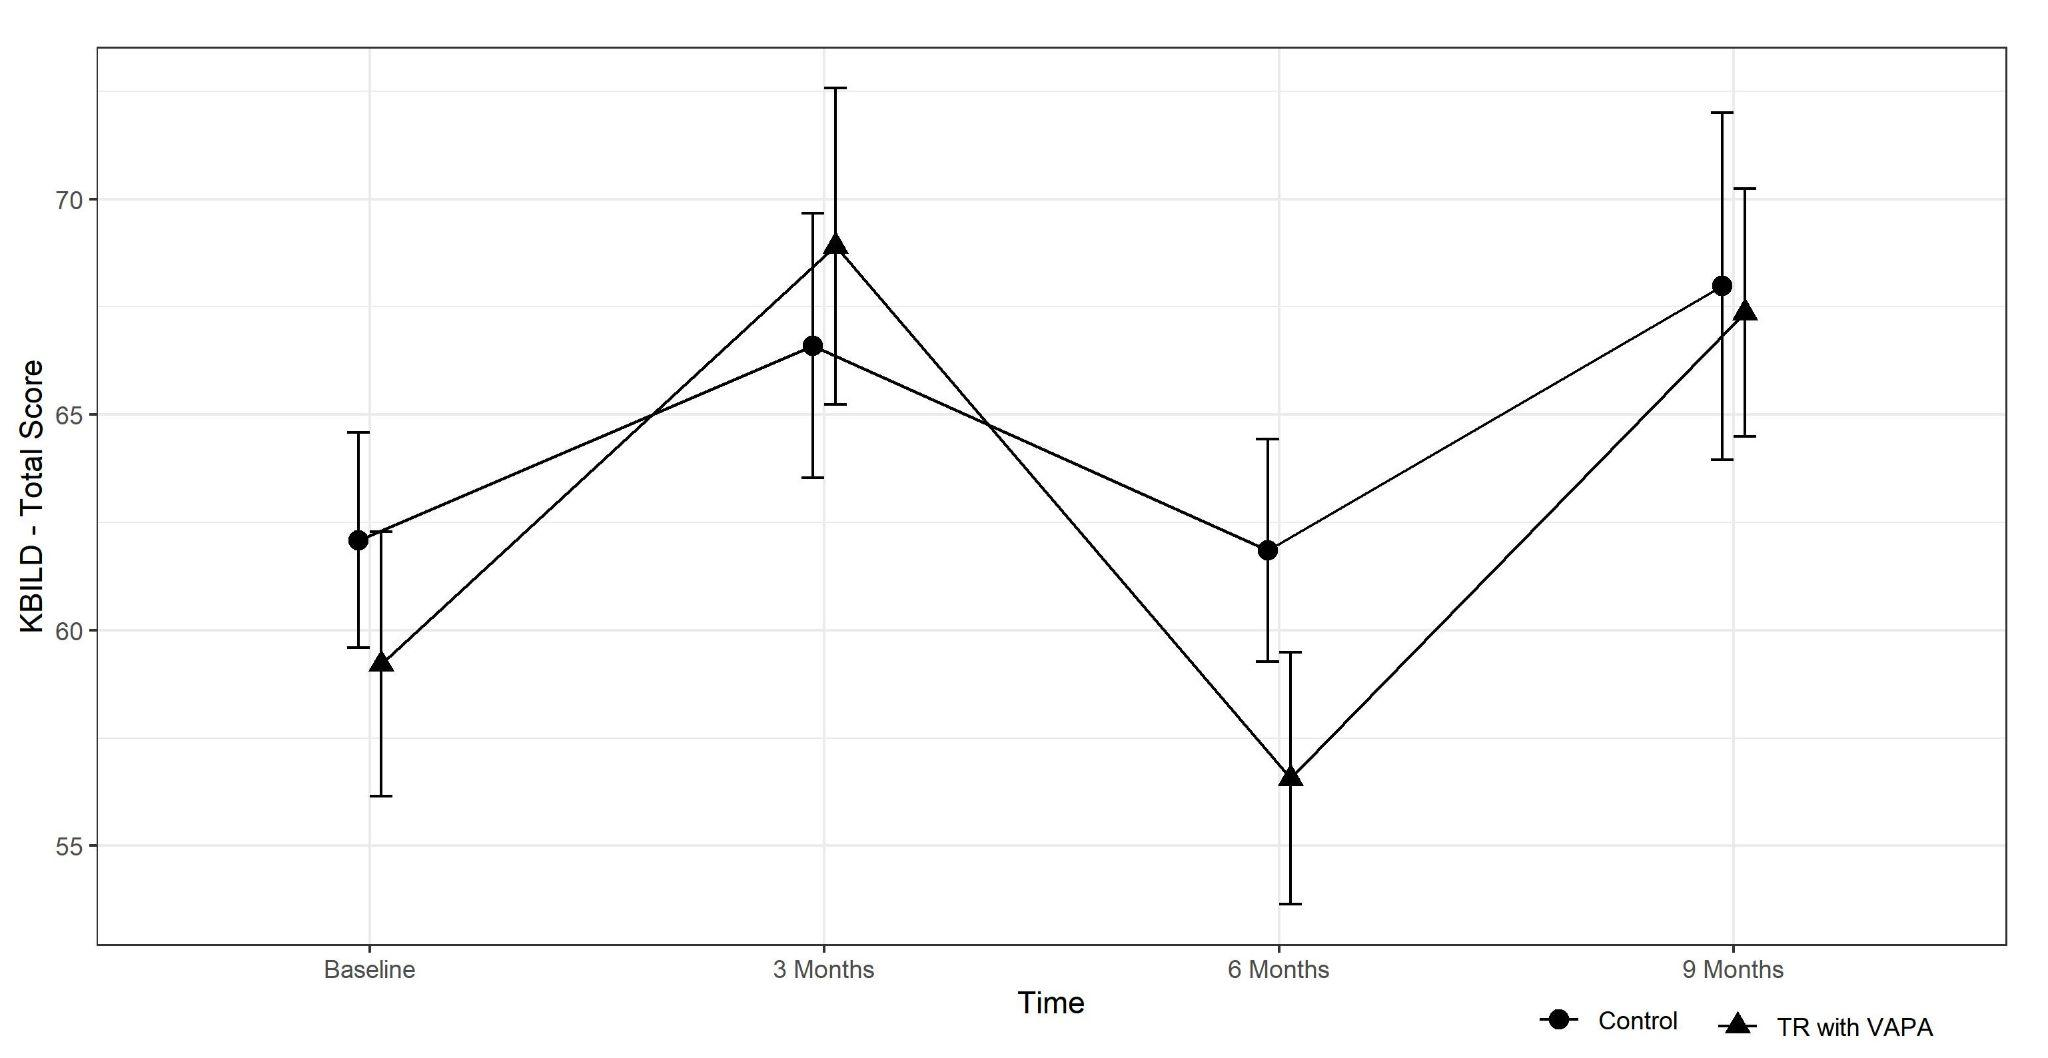 KBILD - Total Score
70
65
60
55
Baseline
3 Months
6 Months
9 Months
Time
Control
TR with VAPA